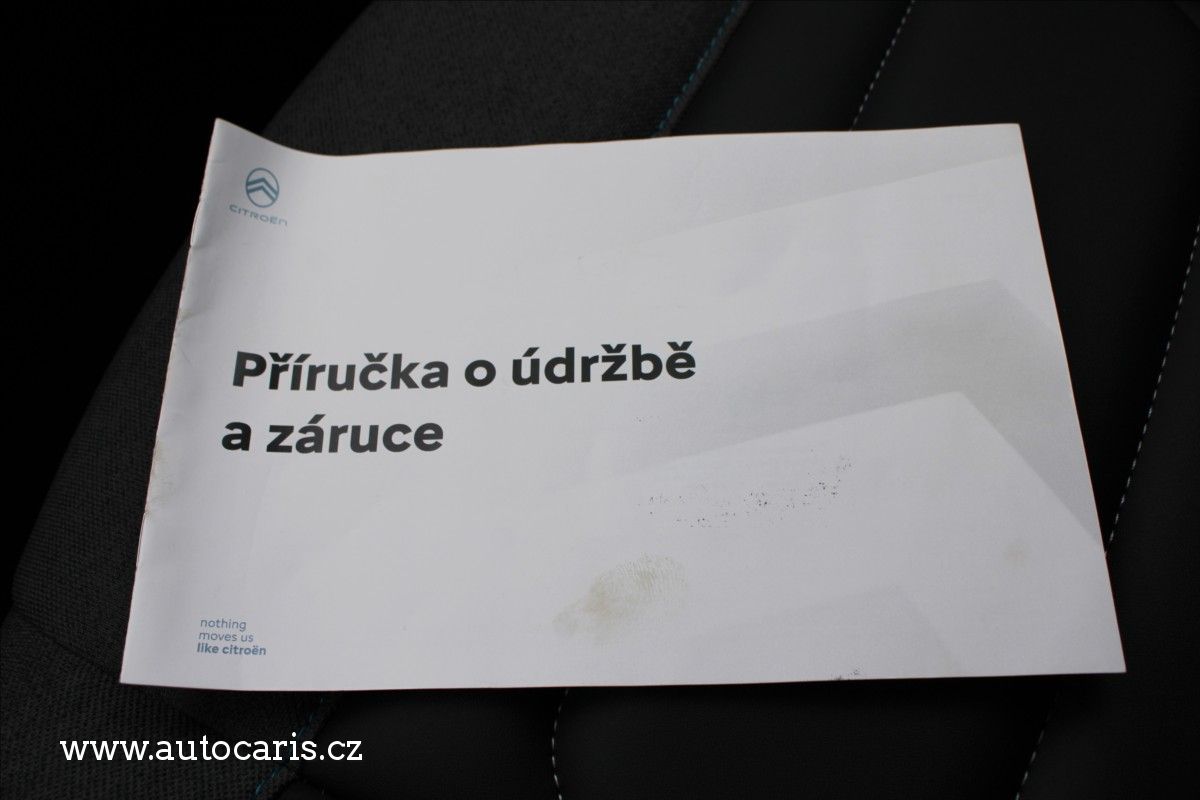 CITROËN
Příručka o údržbě
a záruce
nothing
moves us
like citroën
www.autocaris.cz